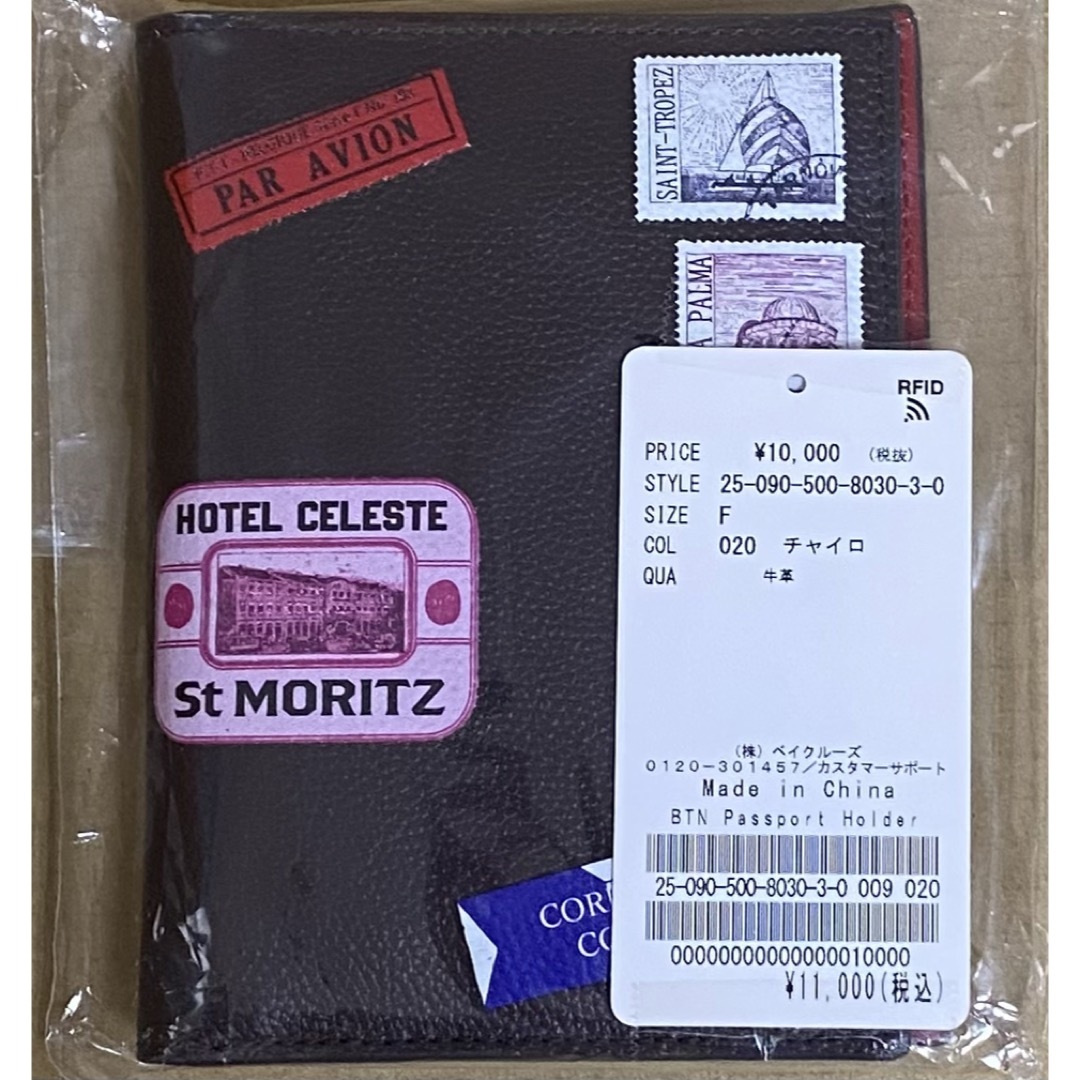 PAR AVION
SAINT-TROPEZ
A PALMA
HOTEL CELESTE
St MORITZ
COR
CO
RFID
PRICE ¥10,000 (税抜)
STYLE 25-090-500-8030-3-0
SIZE F
COL 020 チャイロ
QUA 牛革
(株) ベイクルーズ
0120-301457/カスタマーサポート
Made in China
BTN Passport Holder
25-090-500-8030-3-0 009 020
00000000000000010000
¥11,000(税込)